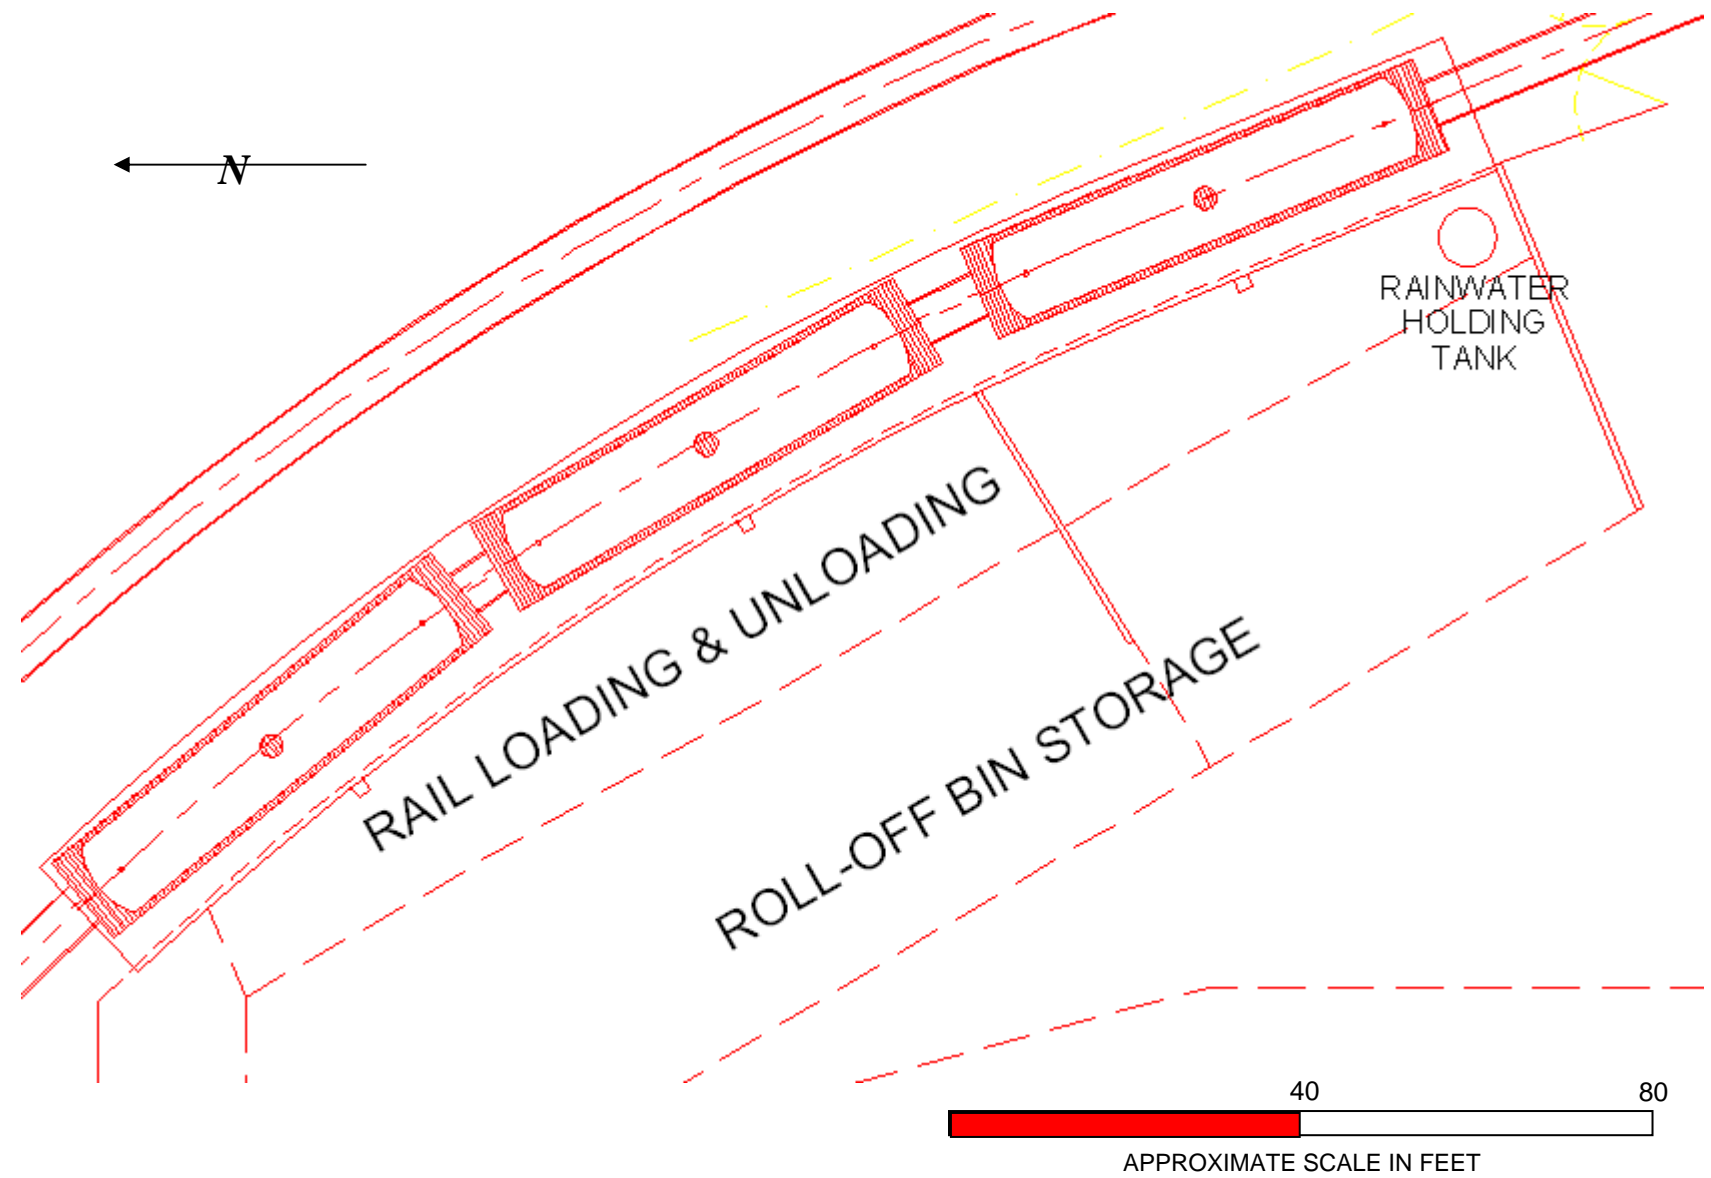 N
RAINWATER
HOLDING
TANK
RAIL LOADING & UNLOADING
ROLL-OFF BIN STORAGE
40 80
APPROXIMATE SCALE IN FEET